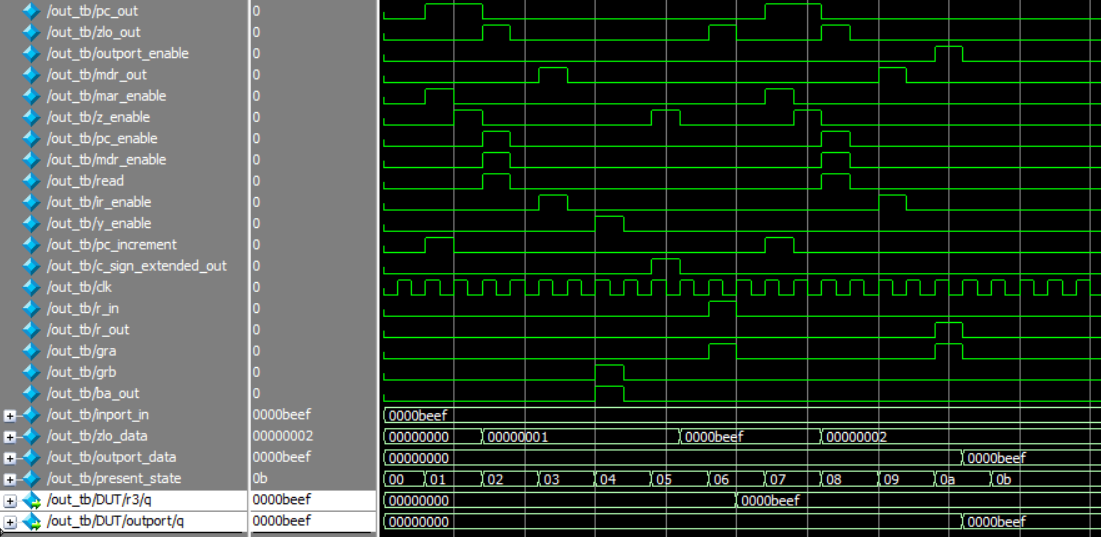 /out_tb/pc_out 0
/out_tb/zlo_out 0
/out_tb/outport_enable 0
/out_tb/mdr_out 0
/out_tb/mar_enable 0
/out_tb/z_enable 0
/out_tb/pc_enable 0
/out_tb/mdr_enable 0
/out_tb/read 0
/out_tb/ir_enable 0
/out_tb/y_enable 0
/out_tb/pc_increment 0
/out_tb/c_sign_extended_out 0
/out_tb/clk 0
/out_tb/r_in 0
/out_tb/r_out 0
/out_tb/gra 0
/out_tb/grb 0
/out_tb/ba_out 0
/out_tb/inport_in 0000beef 0000beef
/out_tb/zlo_data 00000002 00000000 00000001 0000beef 00000002
/out_tb/outport_data 0000beef 00000000 0000beef
/out_tb/present_state 0b 00 01 02 03 04 05 06 07 08 09 0a 0b
/out_tb/DUT/r3/q 0000beef 00000000 0000beef
/out_tb/DUT/outport/q 0000beef 00000000 0000beef